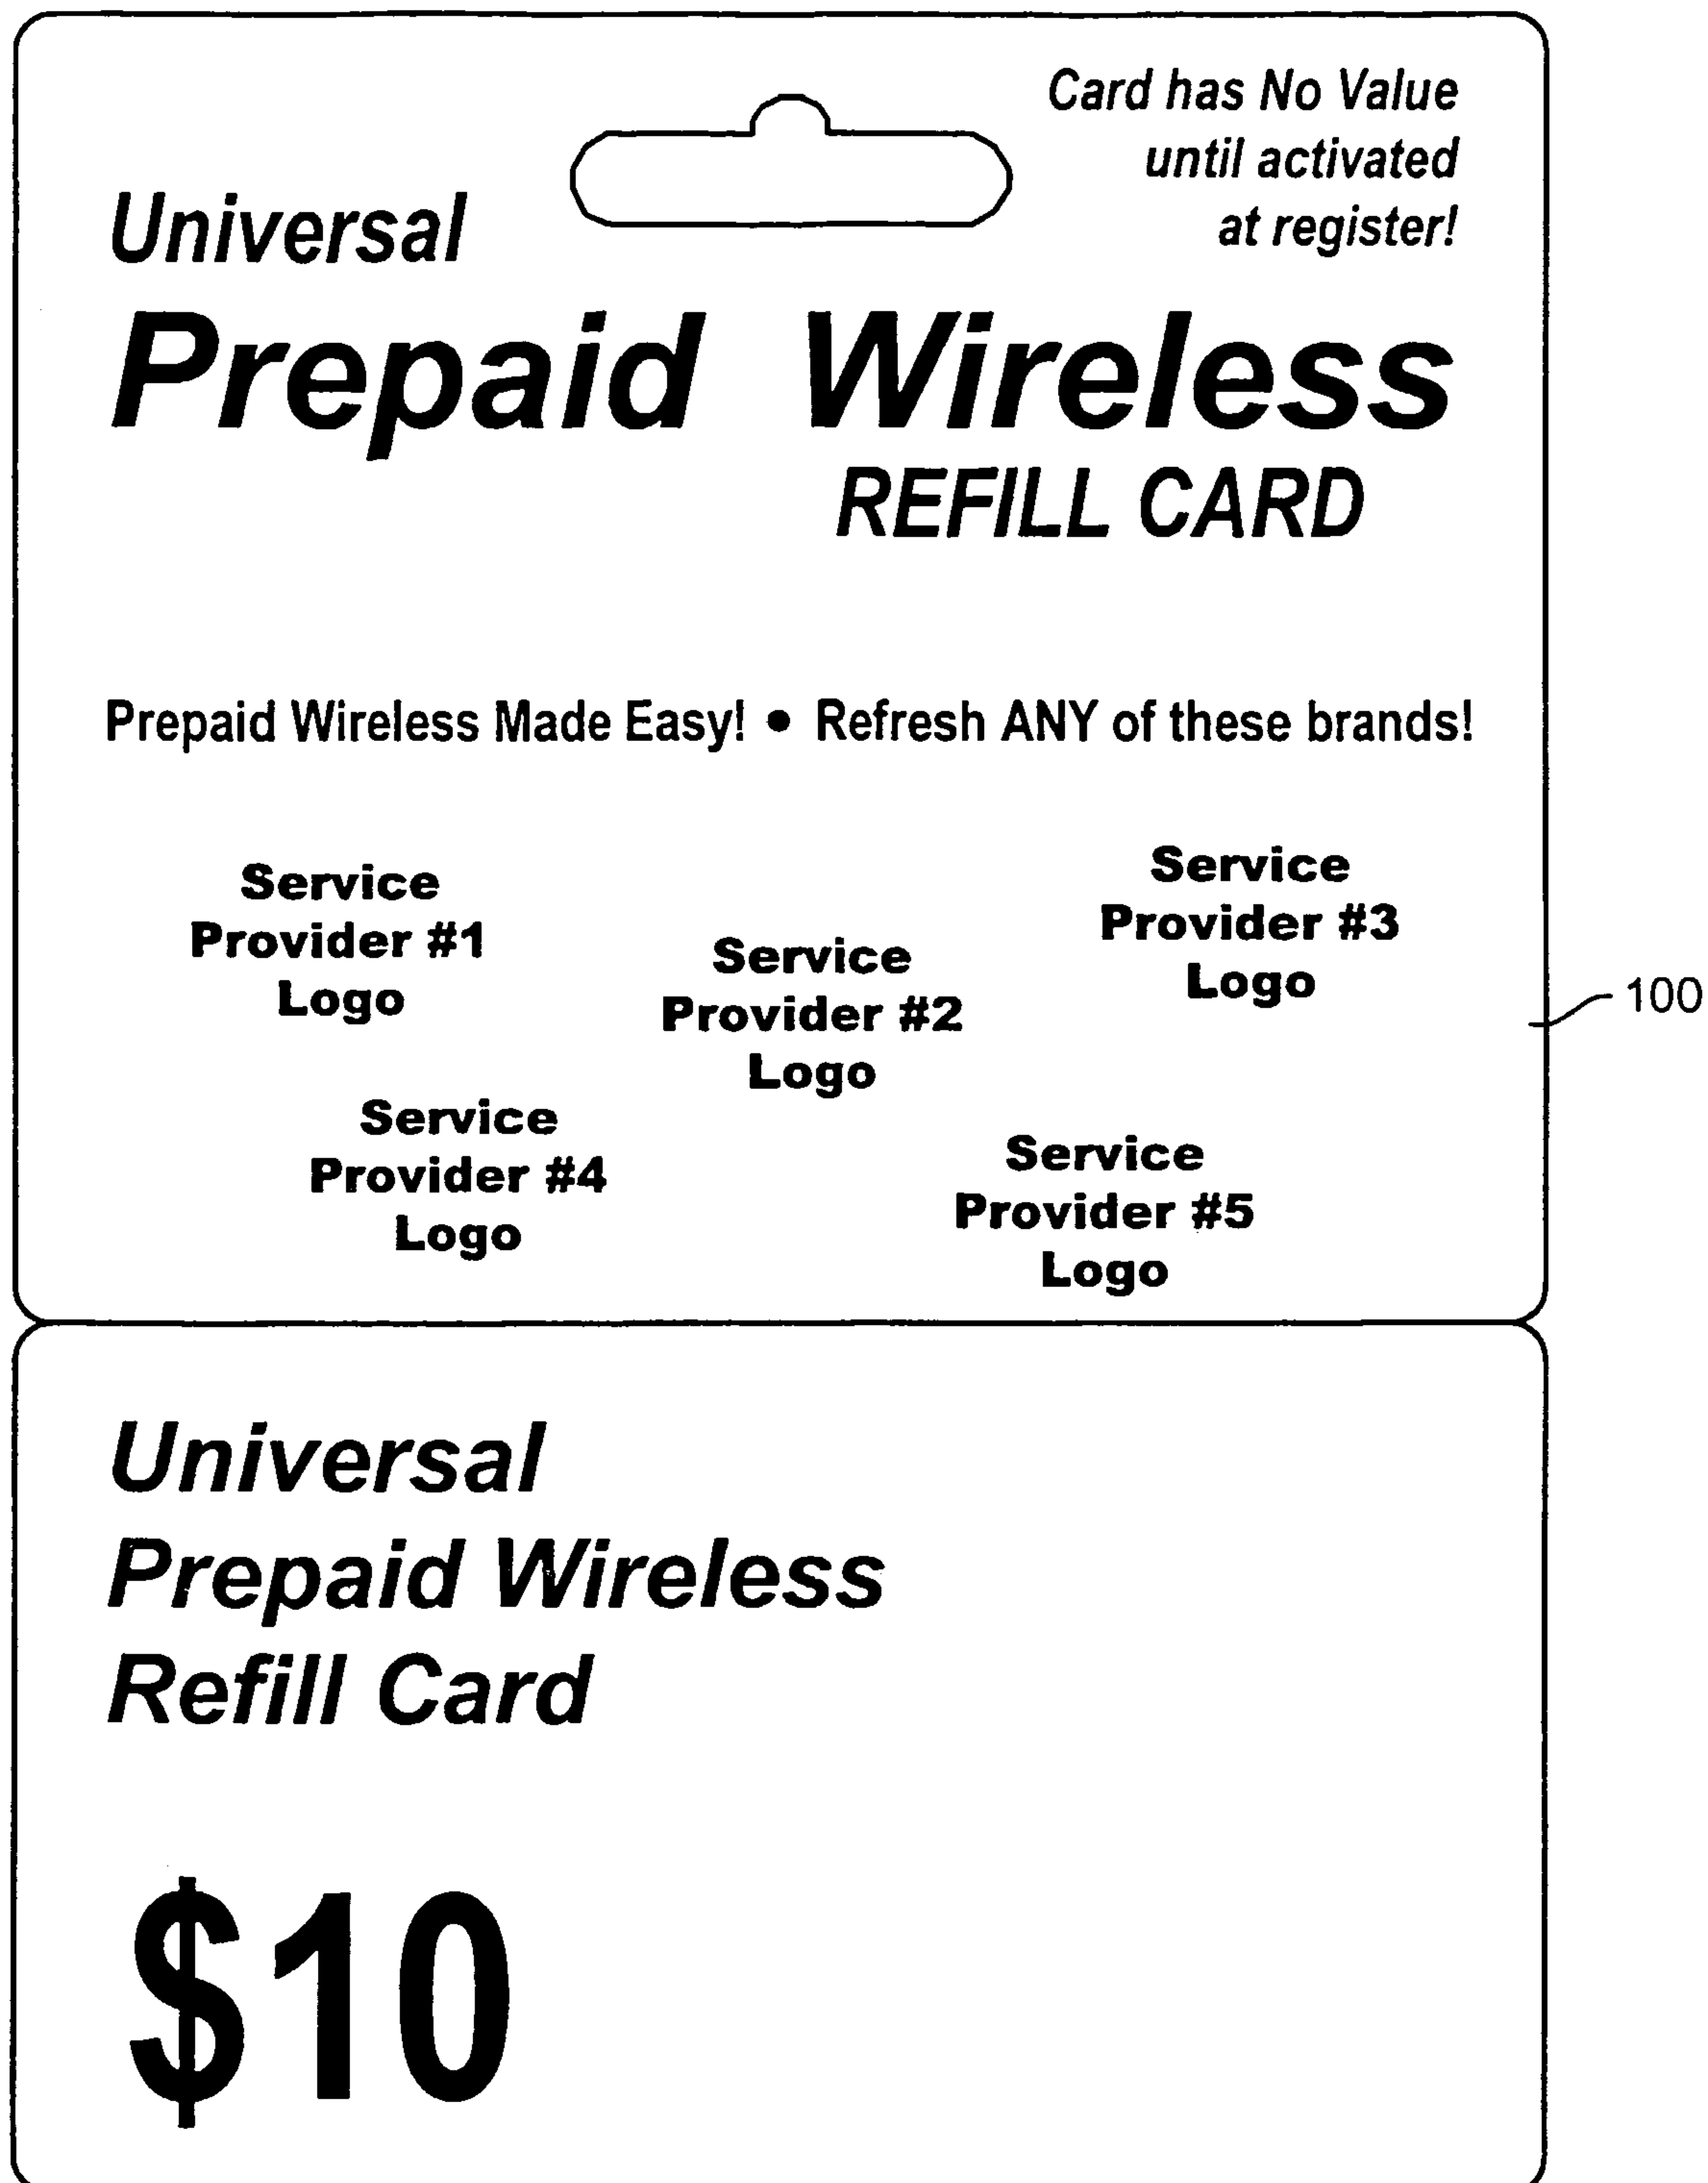 Card has No Value
until activated
at register!
Universal
Prepaid Wireless
REFILL CARD
Prepaid Wireless Made Easy! • Refresh ANY of these brands!
Service
Provider #1
Logo
Service
Provider #2
Logo
Service
Provider #3
Logo
100
Service
Provider #4
Logo
Service
Provider #5
Logo
Universal
Prepaid Wireless
Refill Card
$10